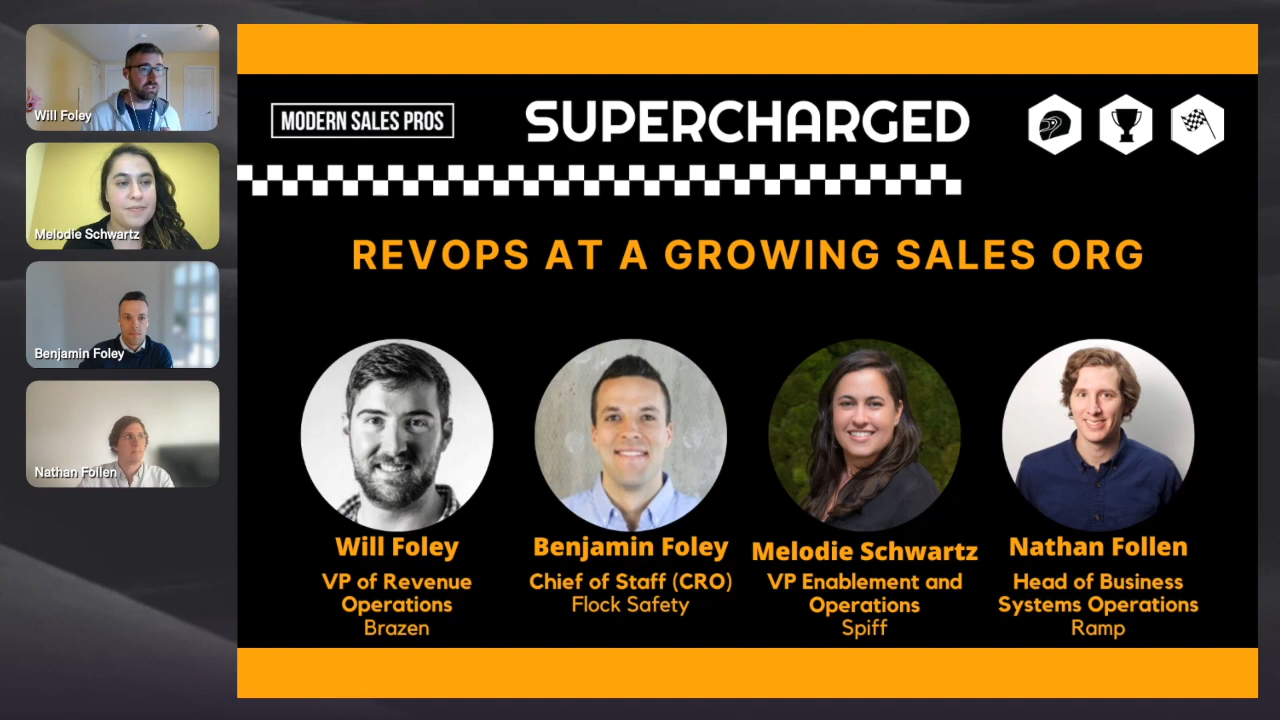 Will Foley
Melodie Schwartz
Benjamin Foley
Nathan Follen
MODERN SALES PROS
SUPERCHARGED
REVOPS AT A GROWING SALES ORG
Will Foley
VP of Revenue
Operations
Brazen
Benjamin Foley
Chief of Staff (CRO)
Flock Safety
Melodie Schwartz
VP Enablement and
Operations
Spiff
Nathan Follen
Head of Business
Systems Operations
Ramp